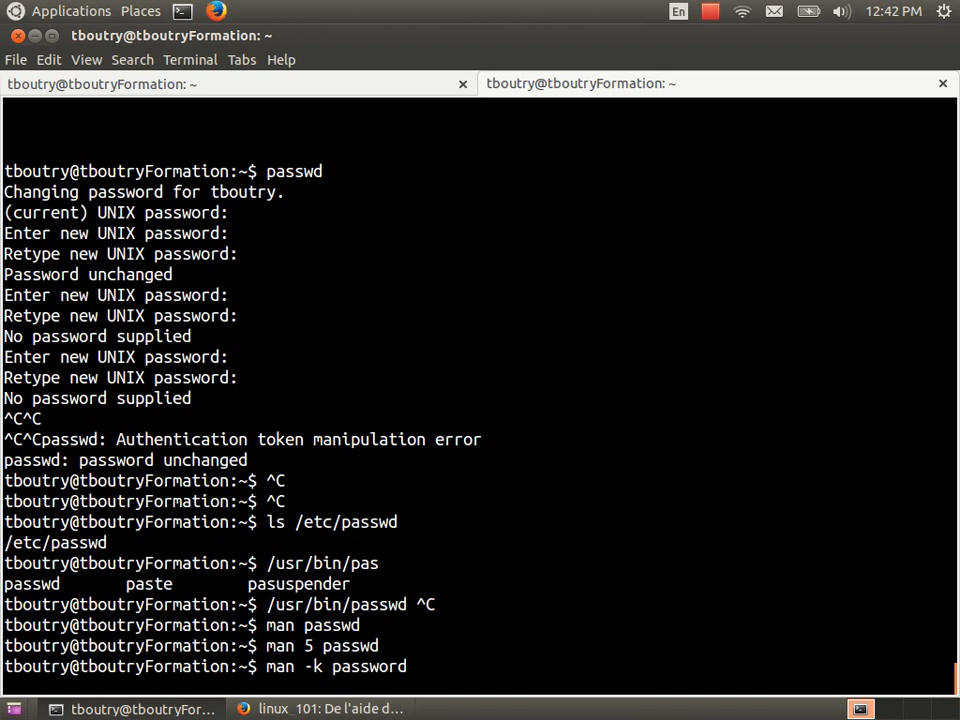 Applications Places En 12:42 PM
tboutry@tboutryFormation: ~
File Edit View Search Terminal Tabs Help
tboutry@tboutryFormation: ~ × tboutry@tboutryFormation: ~ ×
tboutry@tboutryFormation:~$ passwd
Changing password for tboutry.
(current) UNIX password:
Enter new UNIX password:
Retype new UNIX password:
Password unchanged
Enter new UNIX password:
Retype new UNIX password:
No password supplied
Enter new UNIX password:
Retype new UNIX password:
No password supplied
^C^C
^C^Cpasswd: Authentication token manipulation error
passwd: password unchanged
tboutry@tboutryFormation:~$ ^C
tboutry@tboutryFormation:~$ ^C
tboutry@tboutryFormation:~$ ls /etc/passwd
/etc/passwd
tboutry@tboutryFormation:~$ /usr/bin/pas
passwd paste pasuspender
tboutry@tboutryFormation:~$ /usr/bin/passwd ^C
tboutry@tboutryFormation:~$ man passwd
tboutry@tboutryFormation:~$ man 5 passwd
tboutry@tboutryFormation:~$ man -k password
tboutry@tboutryFor... linux_101: De l'aide d...